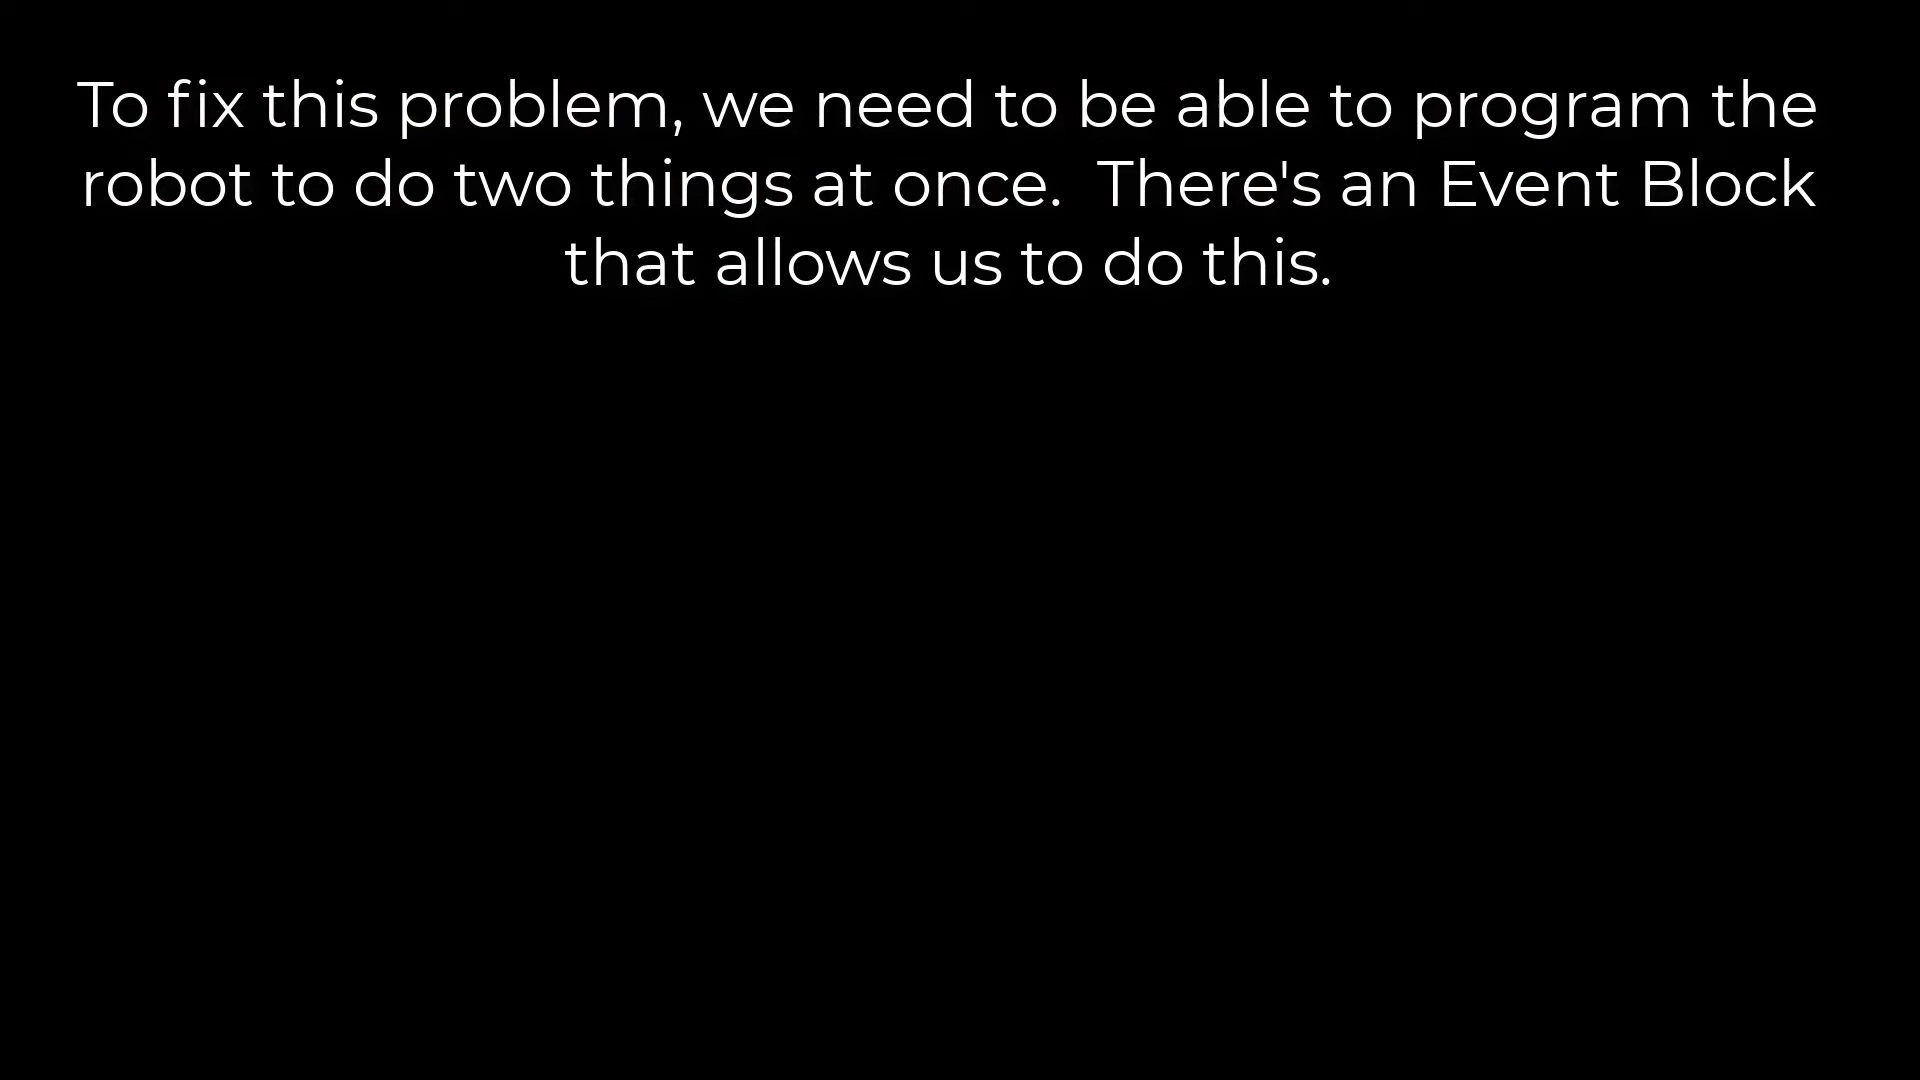 To fix this problem, we need to be able to program the
robot to do two things at once.  There's an Event Block
that allows us to do this.